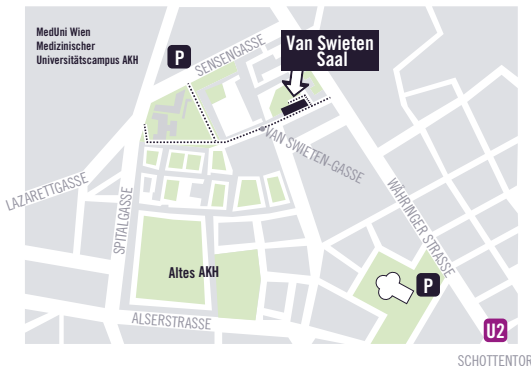 MedUni Wien
Medizinischer
Universitätscampus AKH
P
SENSENGASSE
Van Swieten
Saal
VAN SWIETEN-GASSE
LAZARETTGASSE
SPITALGASSE
WÄHRINGER STRASSE
Altes AKH
P
ALSERSTRASSE
U2
SCHOTTENTOR